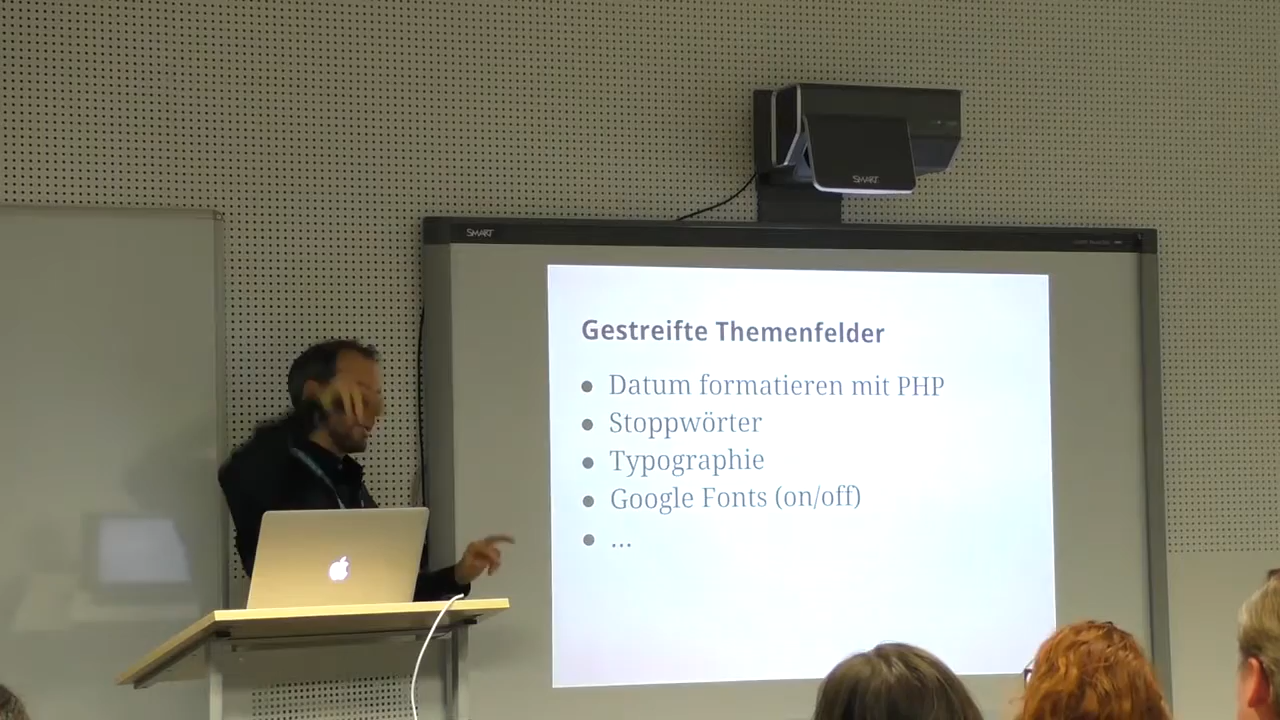 SMART
SMART
Gestreifte Themenfelder
● Datum formatieren mit PHP
● Stoppwörter
● Typographie
● Google Fonts (on/off)
● ...